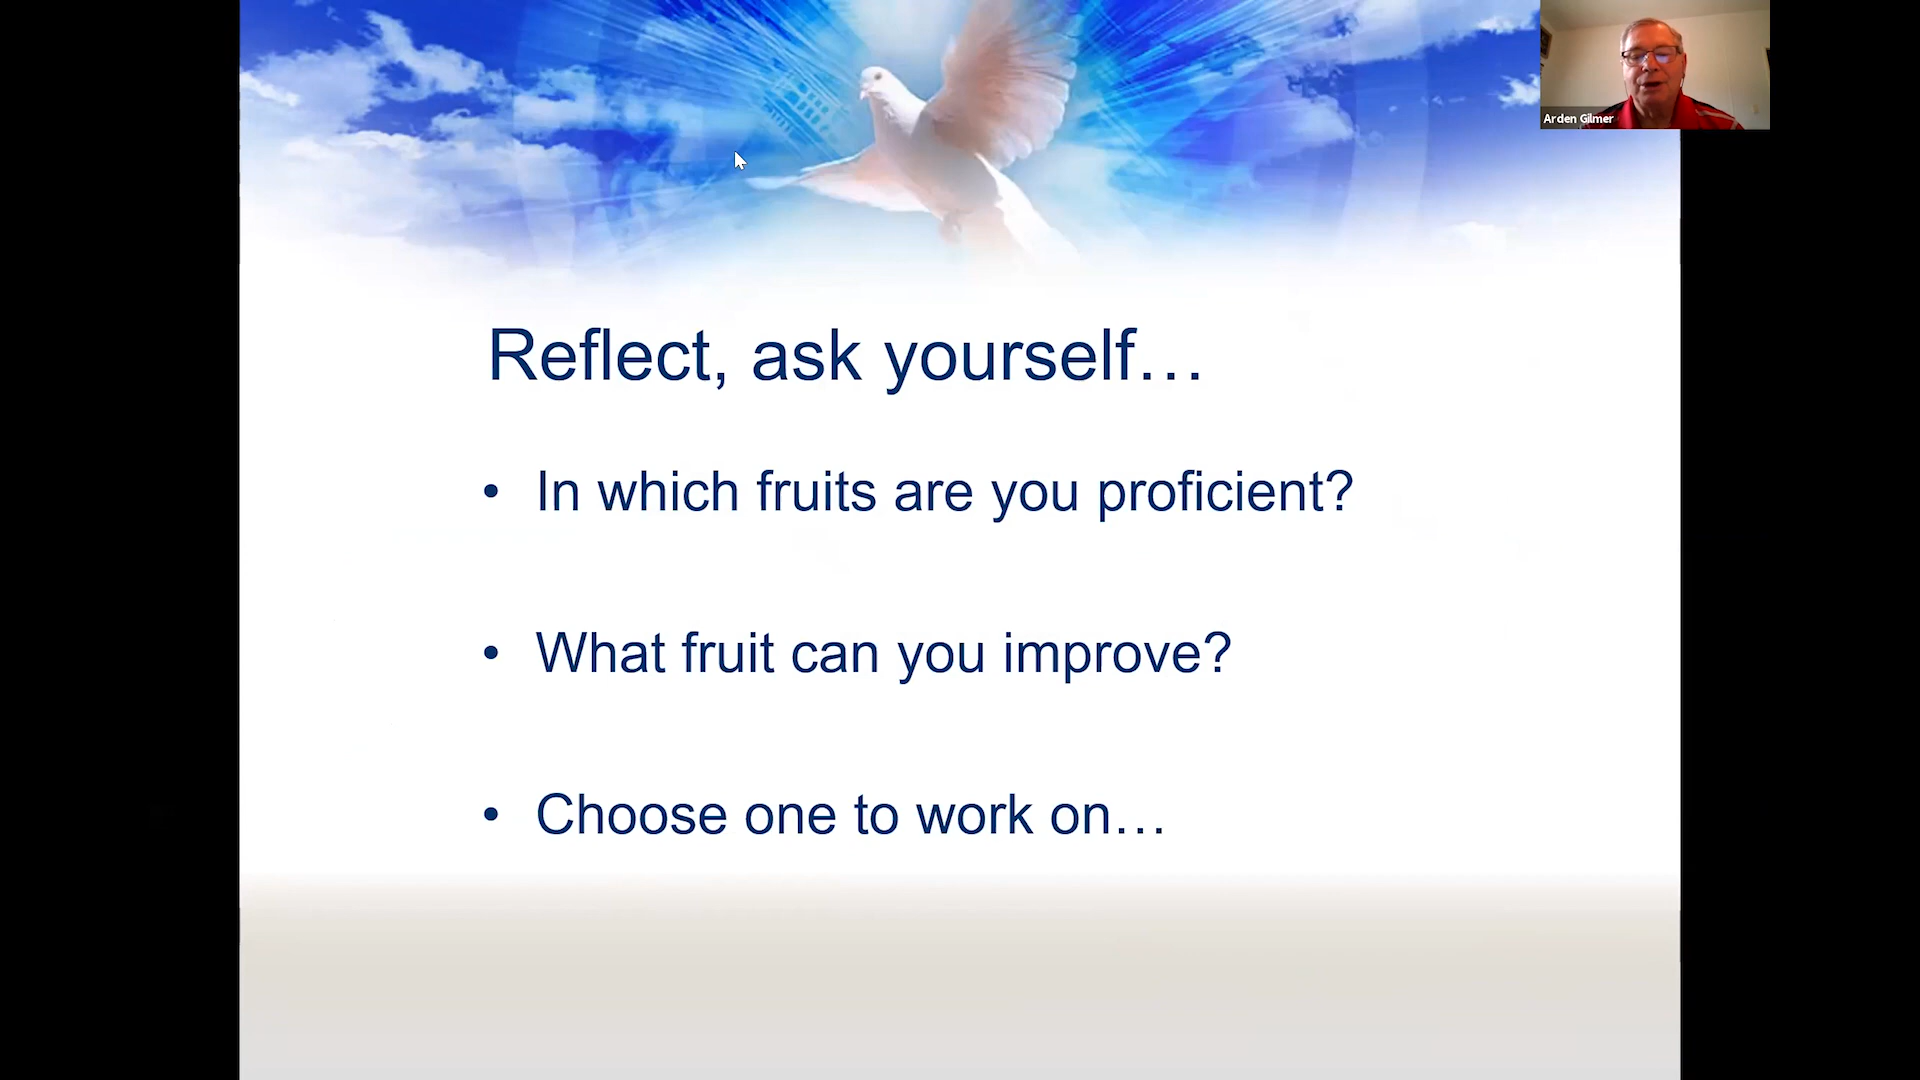 Arden Gilmer
Reflect, ask yourself…
• In which fruits are you proficient?
• What fruit can you improve?
• Choose one to work on…